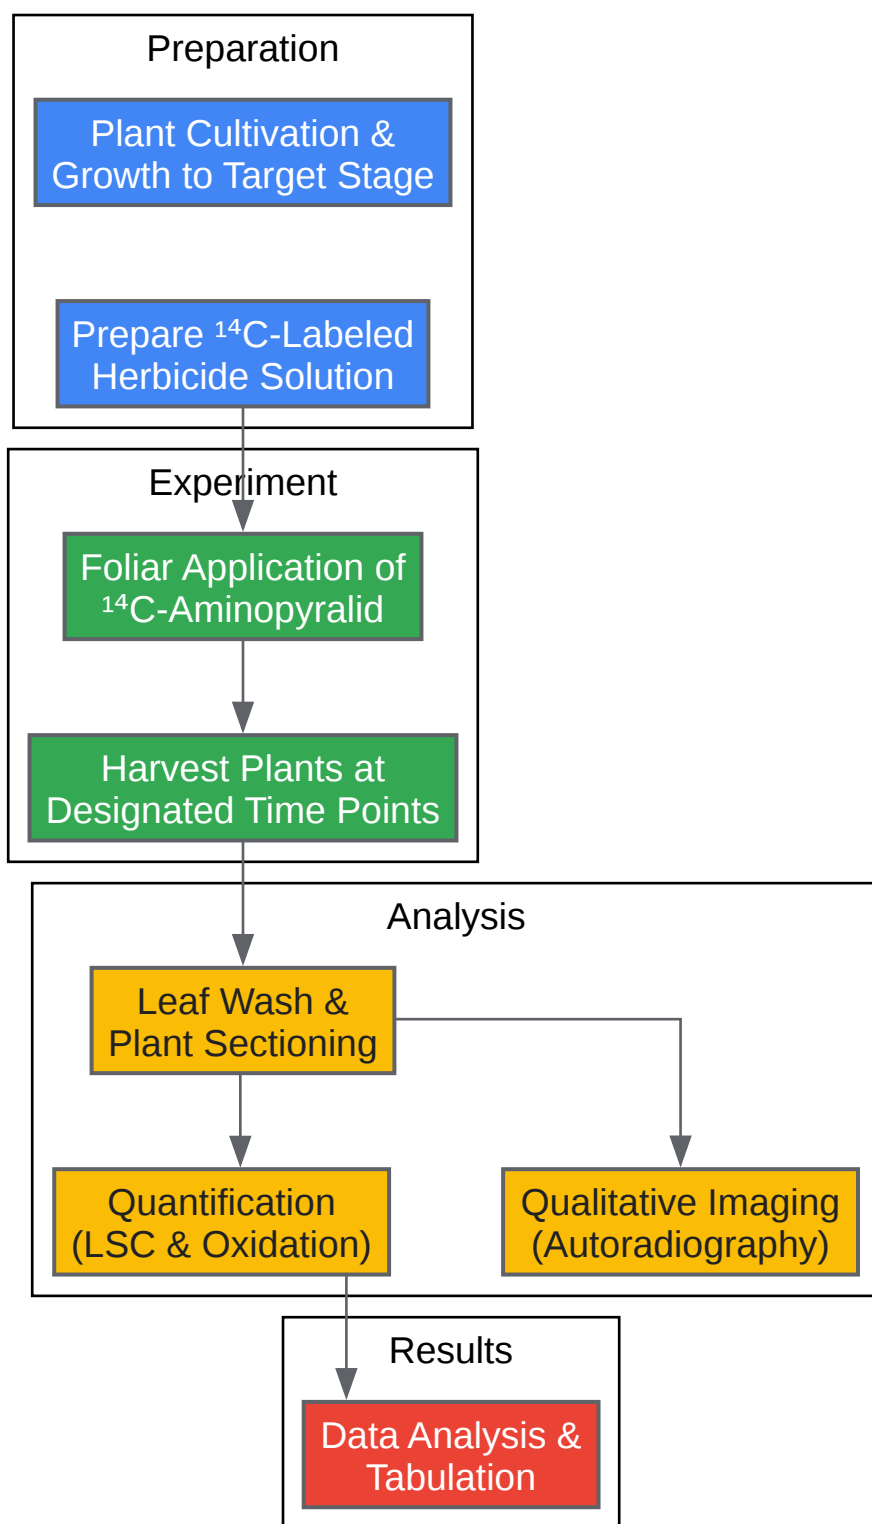 Preparation
Plant Cultivation &
Growth to Target Stage
Prepare ¹⁴C-Labeled
Herbicide Solution
Experiment
Foliar Application of
¹⁴C-Aminopyralid
Harvest Plants at
Designated Time Points
Analysis
Leaf Wash &
Plant Sectioning
Quantification
(LSC & Oxidation)
Qualitative Imaging
(Autoradiography)
Results
Data Analysis &
Tabulation